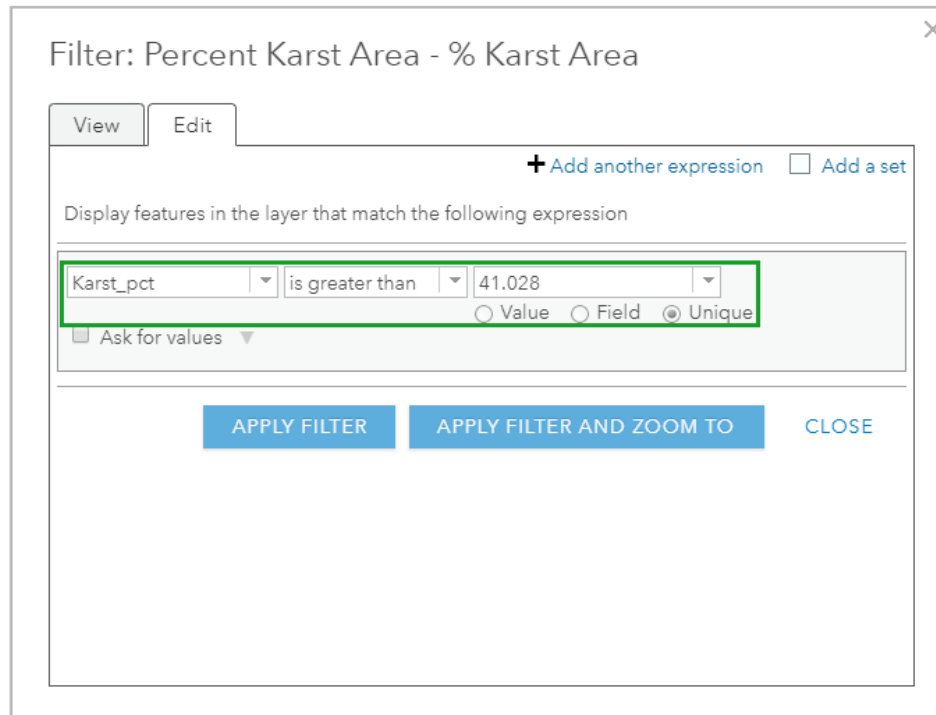 Filter: Percent Karst Area - % Karst Area
View Edit
+ Add another expression Add a set
Display features in the layer that match the following expression
Karst_pct is greater than 41.028
Value Field Unique
Ask for values
APPLY FILTER APPLY FILTER AND ZOOM TO CLOSE